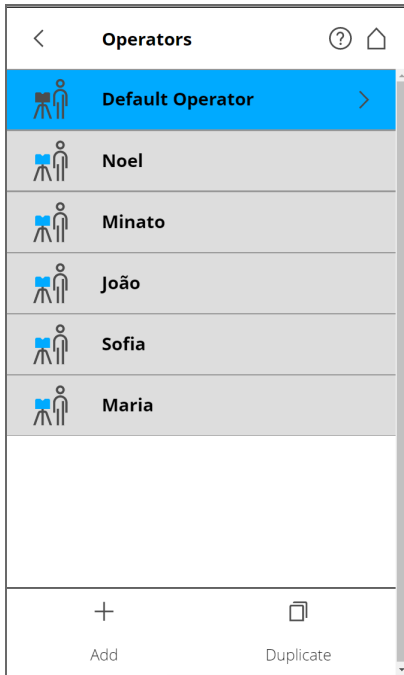 Operators
Default Operator
Noel
Minato
João
Sofia
Maria
Add
Duplicate